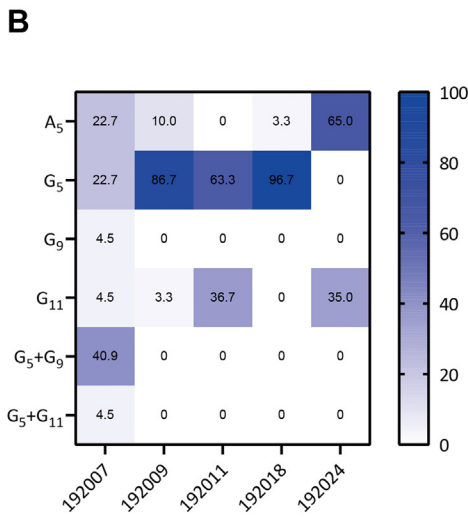 B
A5 22.7 10.0 0 3.3 65.0
G5 22.7 86.7 63.3 96.7 0
G9 4.5 0 0 0 0
G11 4.5 3.3 36.7 0 35.0
G5+G9 40.9 0 0 0 0
G5+G11 4.5 0 0 0 0
192007 192009 192011 192018 192024
100
80
60
40
20
0